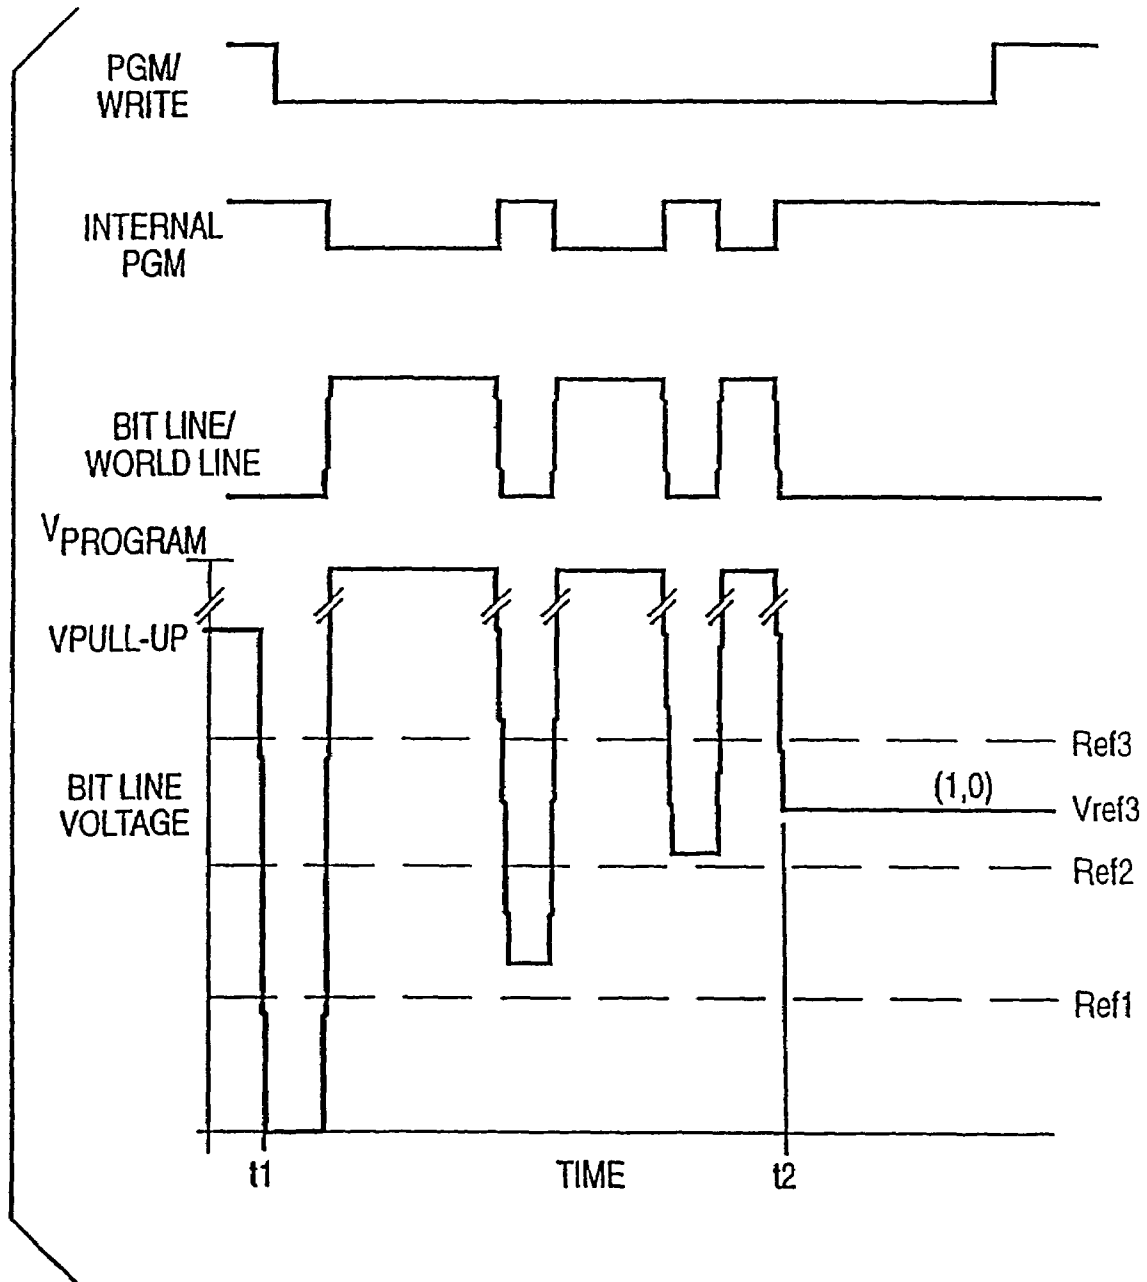 PGM/
WRITE
INTERNAL
PGM
BIT LINE/
WORLD LINE
VPROGRAM
VPULL-UP
BIT LINE
VOLTAGE
Ref3
(1,0)
Vref3
Ref2
Ref1
t1
TIME
t2